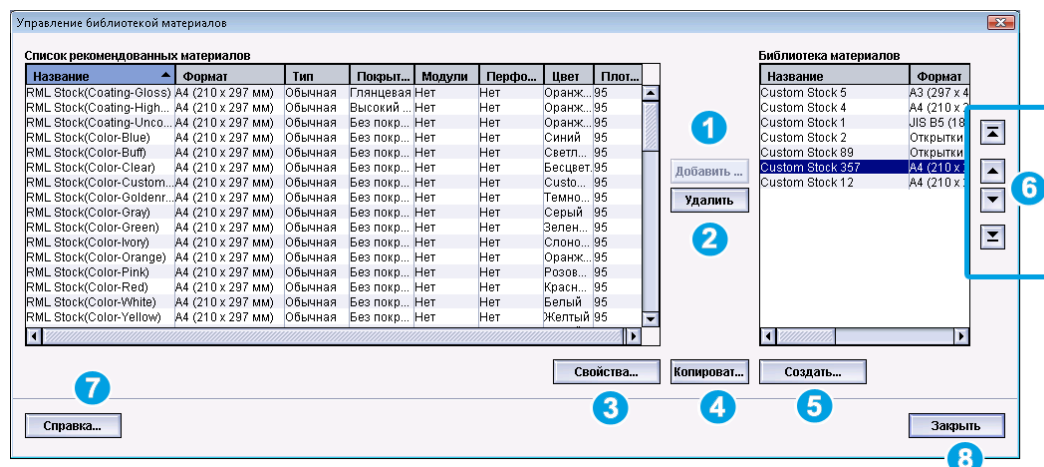 Управление библиотекой материалов
Список рекомендованных материалов
Название Формат Тип Покрыт... Модули Перфо... Цвет Плот...
RML Stock(Coating-Gloss) A4 (210 x 297 мм) Обычная Глянцевая Нет Нет Оранж... 95
RML Stock(Coating-High... A4 (210 x 297 мм) Обычная Высокий ... Нет Нет Оранж... 95
RML Stock(Coating-Unco... A4 (210 x 297 мм) Обычная Без покр... Нет Нет Оранж... 95
RML Stock(Color-Blue) A4 (210 x 297 мм) Обычная Без покр... Нет Нет Синий 95
RML Stock(Color-Buff) A4 (210 x 297 мм) Обычная Без покр... Нет Нет Светл... 95
RML Stock(Color-Clear) A4 (210 x 297 мм) Обычная Без покр... Нет Нет Бесцвет... 95
RML Stock(Color-Custom... A4 (210 x 297 мм) Обычная Без покр... Нет Нет Custo... 95
RML Stock(Color-Goldenr... A4 (210 x 297 мм) Обычная Без покр... Нет Нет Темно... 95
RML Stock(Color-Gray) A4 (210 x 297 мм) Обычная Без покр... Нет Нет Серый 95
RML Stock(Color-Green) A4 (210 x 297 мм) Обычная Без покр... Нет Нет Зелен... 95
RML Stock(Color-Ivory) A4 (210 x 297 мм) Обычная Без покр... Нет Нет Слоно... 95
RML Stock(Color-Orange) A4 (210 x 297 мм) Обычная Без покр... Нет Нет Оранж... 95
RML Stock(Color-Pink) A4 (210 x 297 мм) Обычная Без покр... Нет Нет Розов... 95
RML Stock(Color-Red) A4 (210 x 297 мм) Обычная Без покр... Нет Нет Красн... 95
RML Stock(Color-White) A4 (210 x 297 мм) Обычная Без покр... Нет Нет Белый 95
RML Stock(Color-Yellow) A4 (210 x 297 мм) Обычная Без покр... Нет Нет Желтый 95
1
Добавить ...
Удалить
2
Библиотека материалов
Название Формат
Custom Stock 5 A3 (297 x 4
Custom Stock 4 A4 (210 x 2
Custom Stock 1 JIS B5 (18
Custom Stock 2 Открытки
Custom Stock 89 Открытки
Custom Stock 357 A4 (210 x
Custom Stock 12 A4 (210 x
6
Свойства... Копироват... Создать...
7 3 4 5
Справка... Закрыть
8